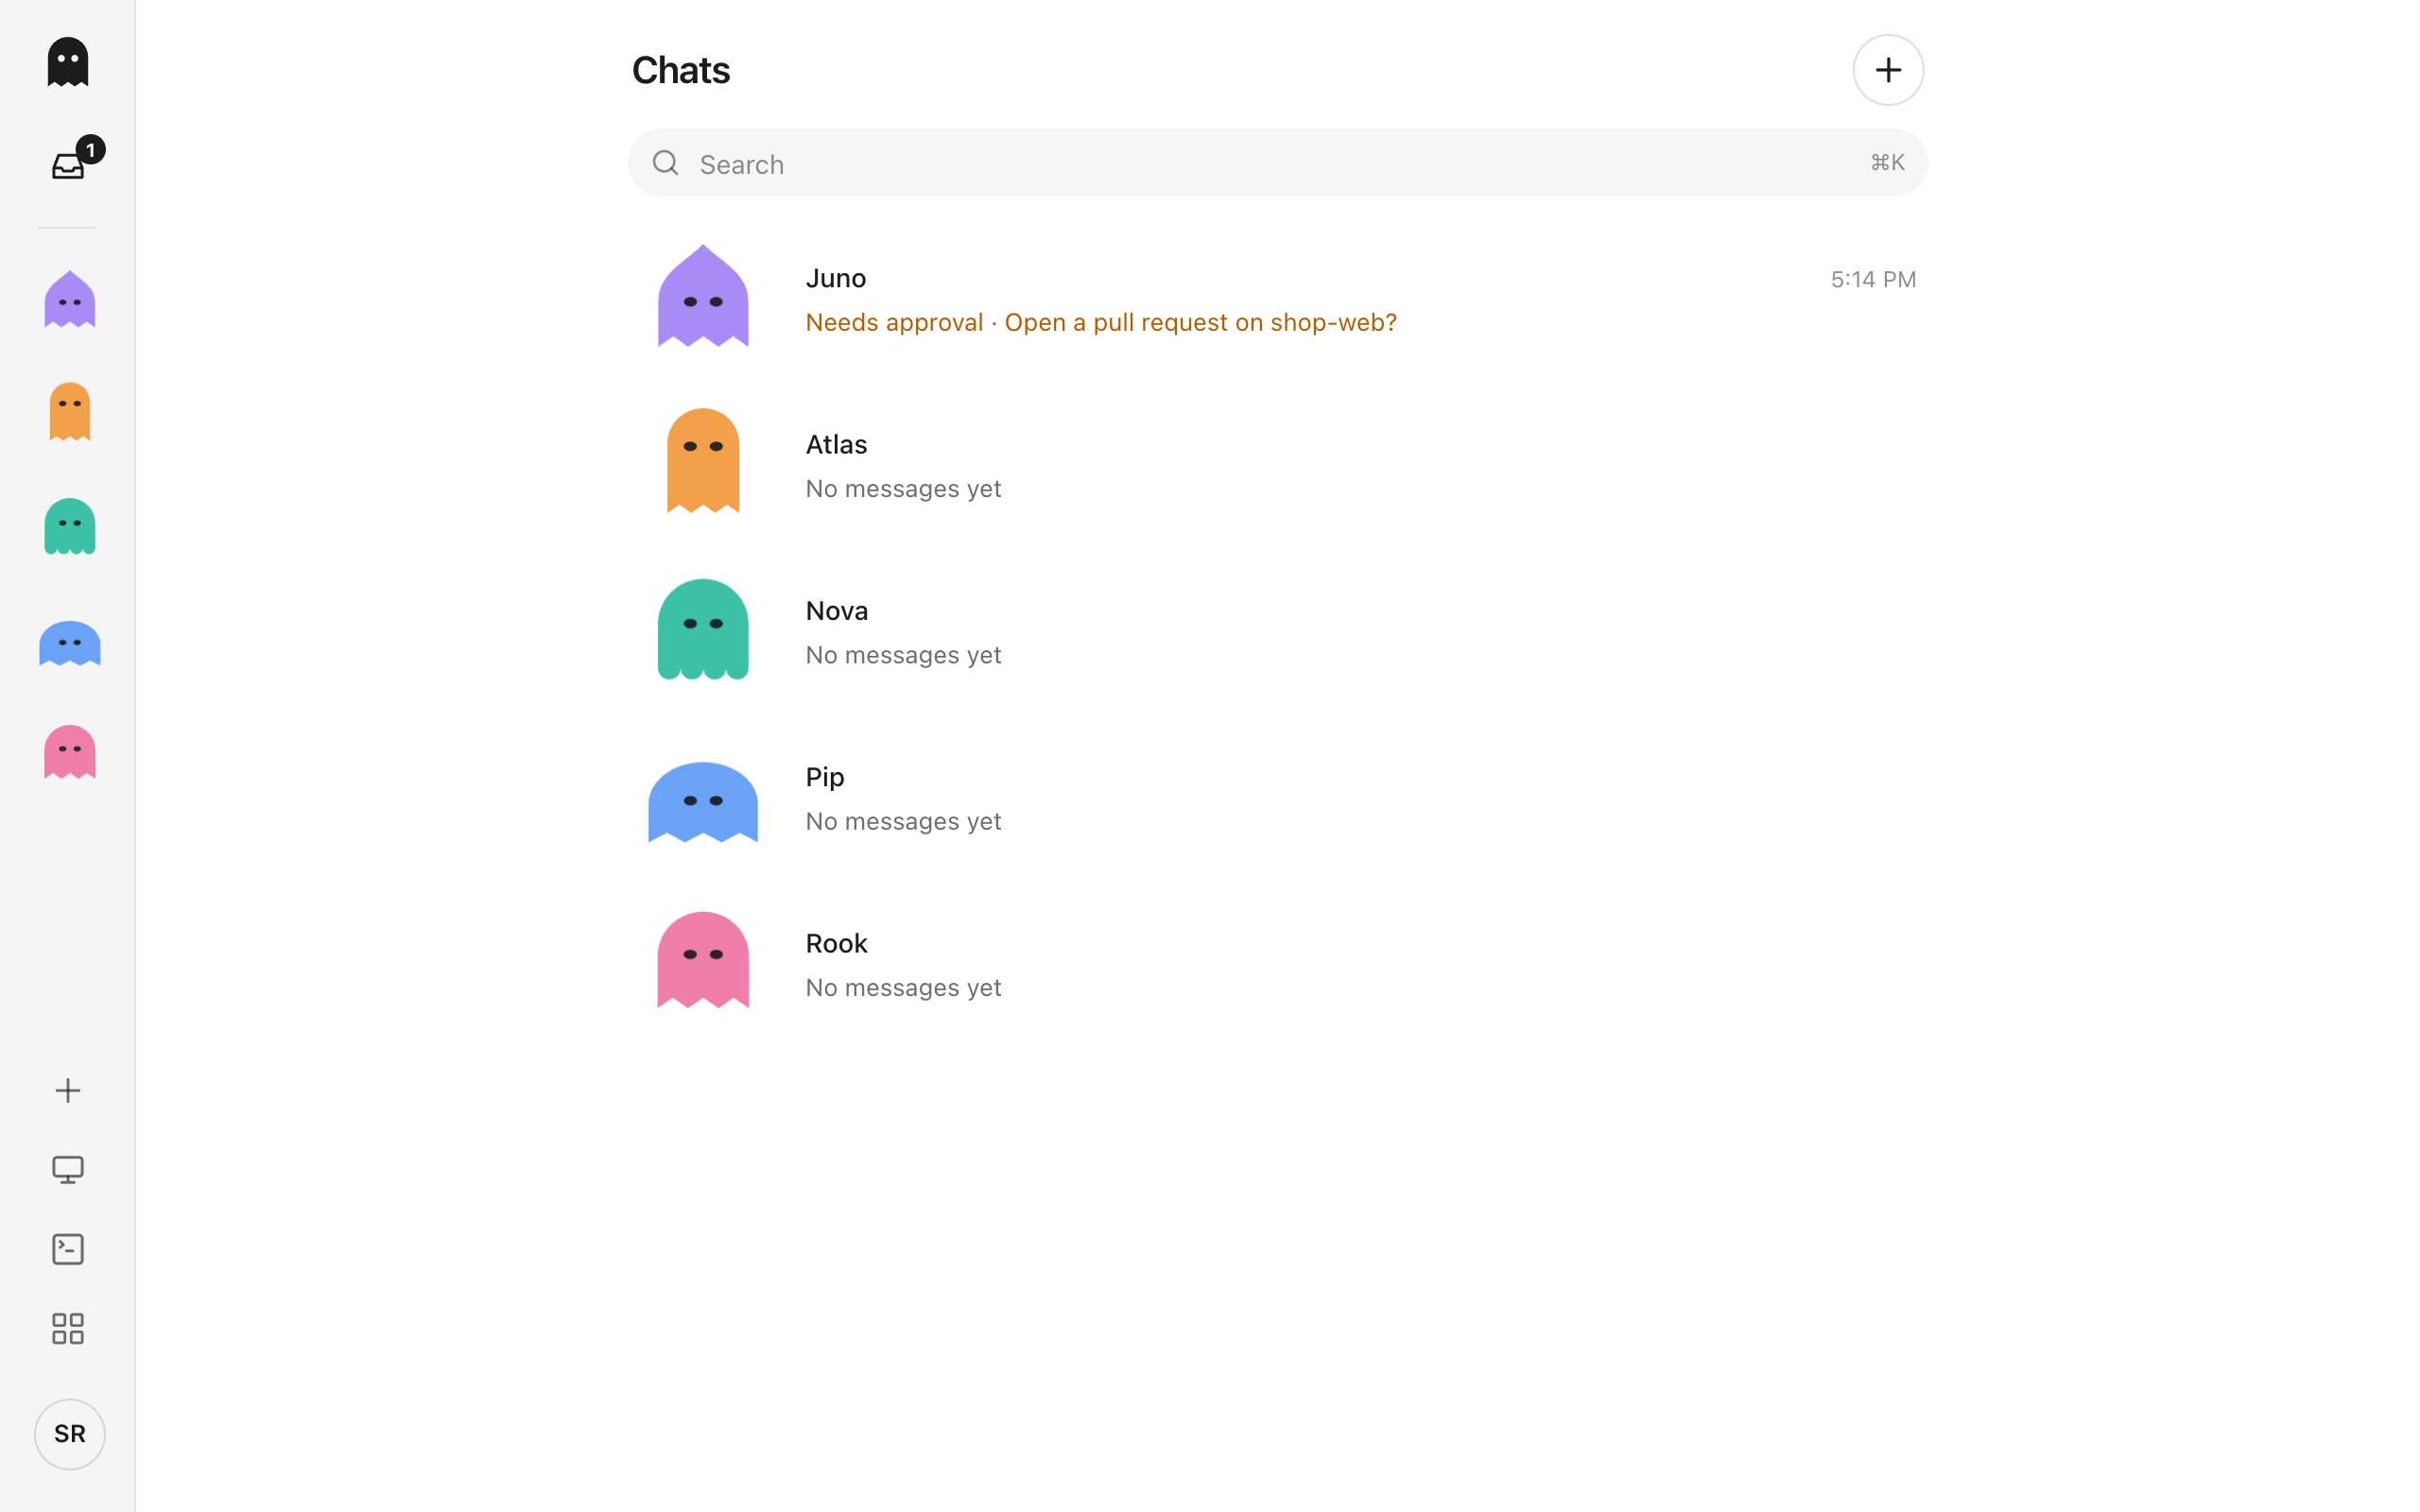 Chats
1
Search ⌘K
Juno 5:14 PM
Needs approval · Open a pull request on shop-web?
Atlas
No messages yet
Nova
No messages yet
Pip
No messages yet
Rook
No messages yet
SR